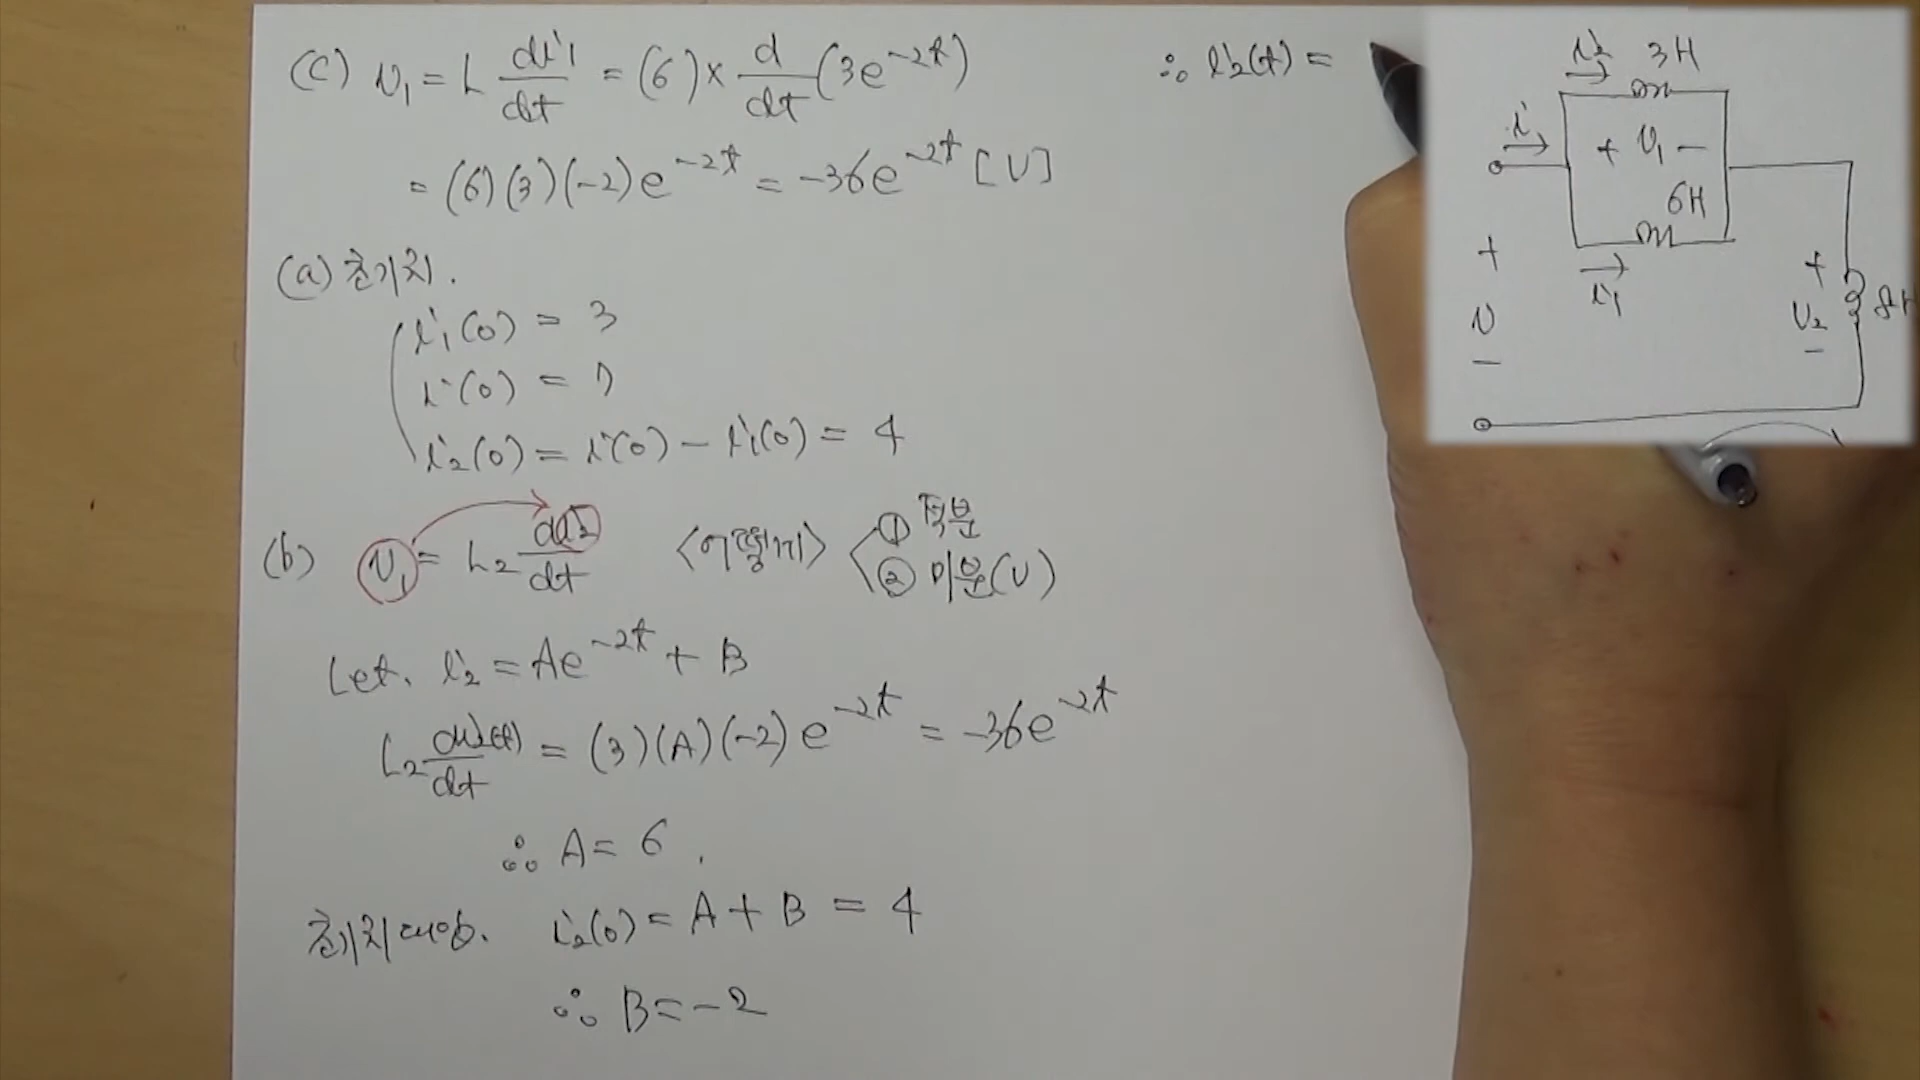 (c) v₁ = L di₁/dt = (6) × d/dt (3e^-2t)
= (6)(3)(-2)e^-2t = -36e^-2t [V]
(a) 초기치.
i₁(0) = 3
i(0) = 7
i₂(0) = i(0) - i₁(0) = 4
(b) v₁ = L₂ di₂/dt <어떻게> ① 적분
② 미분(V)
Let. i₂ = Ae^-2t + B
L₂ di₂(t)/dt = (3)(A)(-2)e^-2t = -36e^-2t
∴ A = 6.
초기치 대입. i₂(0) = A + B = 4
∴ B = -2
∴ i₂(t) =
i₂ 3H
i
+ v₁ -
6H
i₁
+
v
-
+
v₂
-